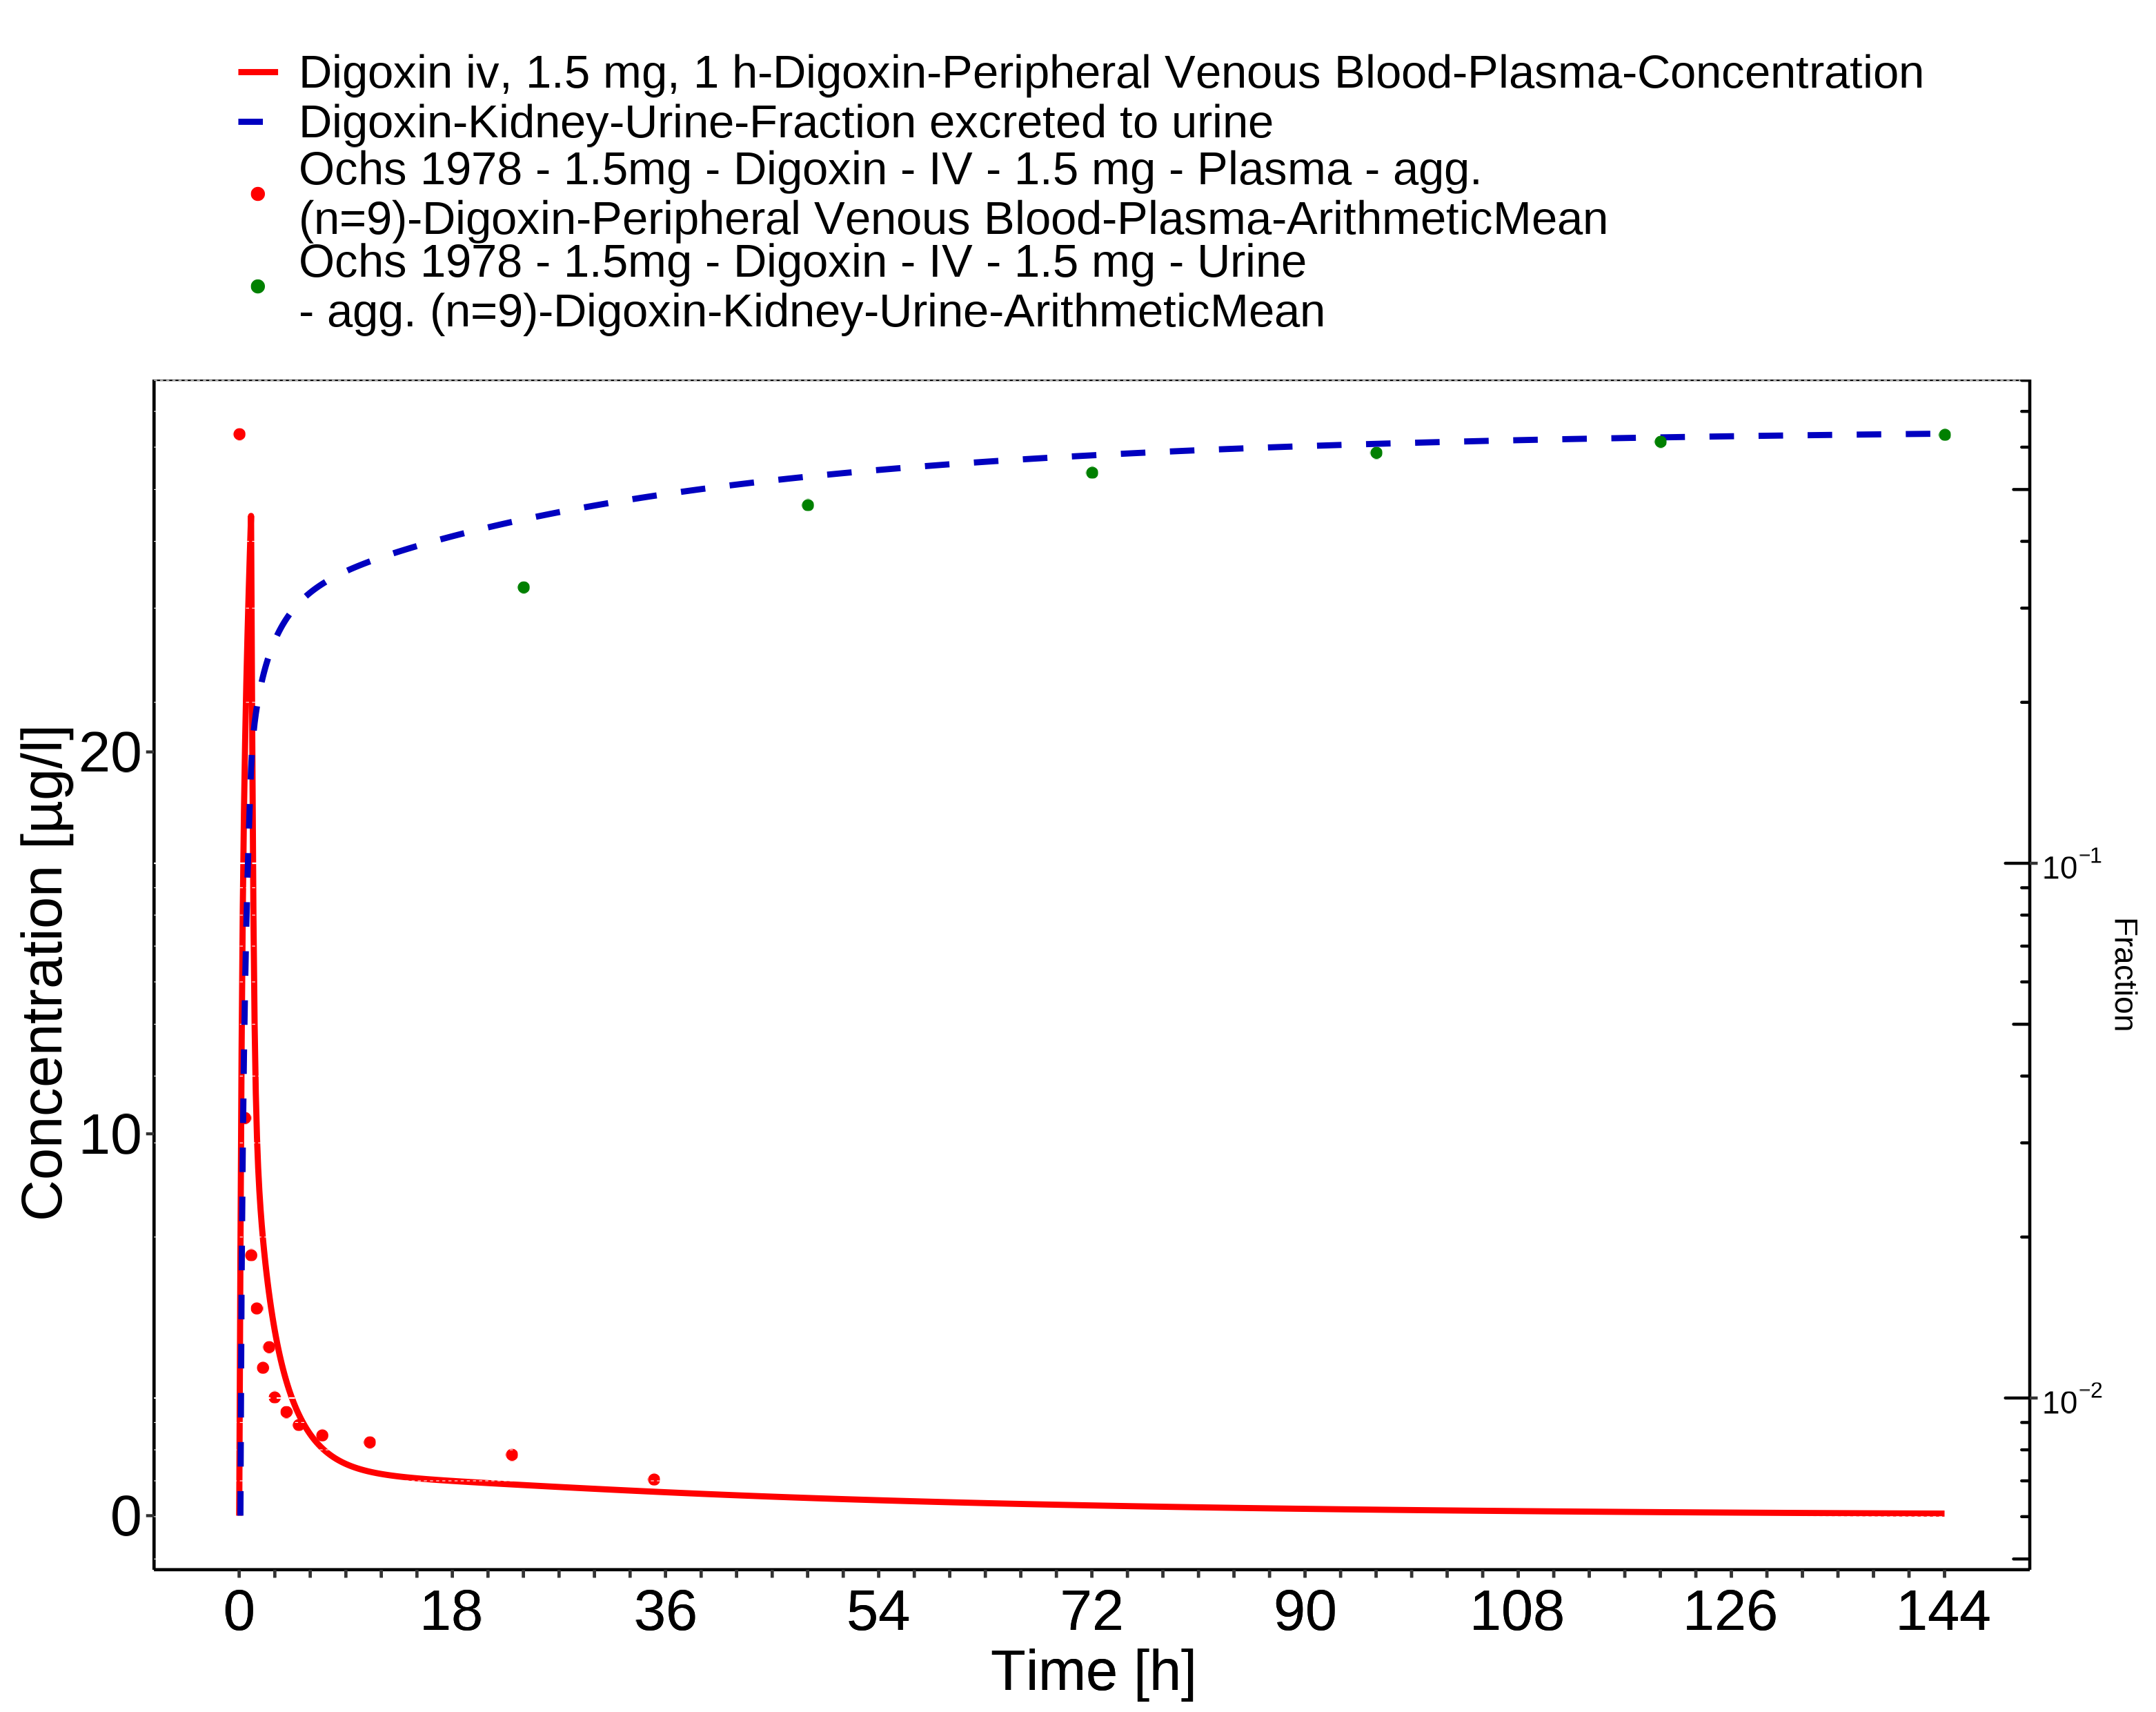 Digoxin iv, 1.5 mg, 1 h-Digoxin-Peripheral Venous Blood-Plasma-Concentration
Digoxin-Kidney-Urine-Fraction excreted to urine
Ochs 1978 - 1.5mg - Digoxin - IV - 1.5 mg - Plasma - agg.
(n=9)-Digoxin-Peripheral Venous Blood-Plasma-ArithmeticMean
Ochs 1978 - 1.5mg - Digoxin - IV - 1.5 mg - Urine
- agg. (n=9)-Digoxin-Kidney-Urine-ArithmeticMean
Concentration [µg/l]
20
10
0
10⁻¹
10⁻²
Fraction
0 18 36 54 72 90 108 126 144
Time [h]